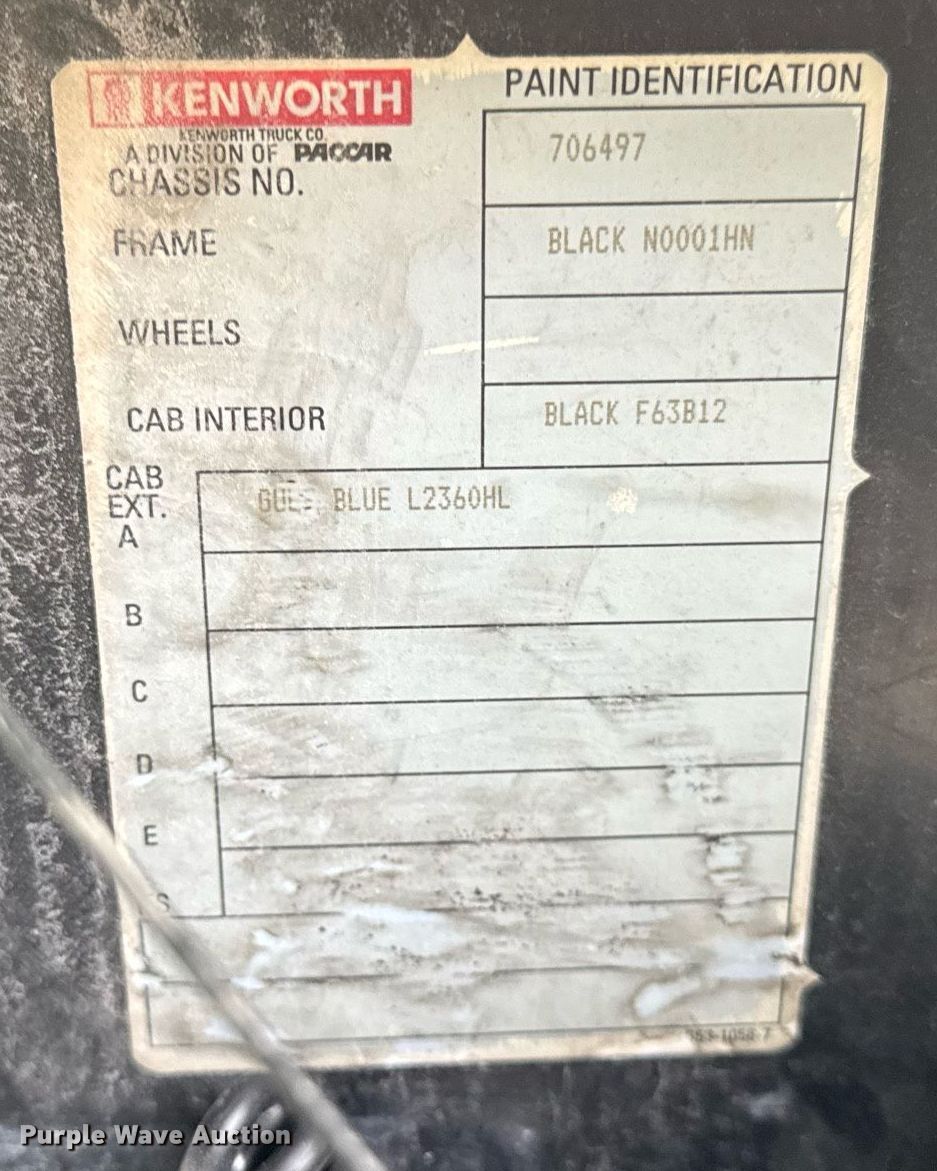 KENWORTH
PAINT IDENTIFICATION
KENWORTH TRUCK CO.
A DIVISION OF PACCAR
CHASSIS NO. 706497
FRAME BLACK N0001HN
WHEELS
CAB INTERIOR BLACK F63B12
CAB
EXT.
A BLUE L2360HL
B
C
D
E
S
Purple Wave Auction